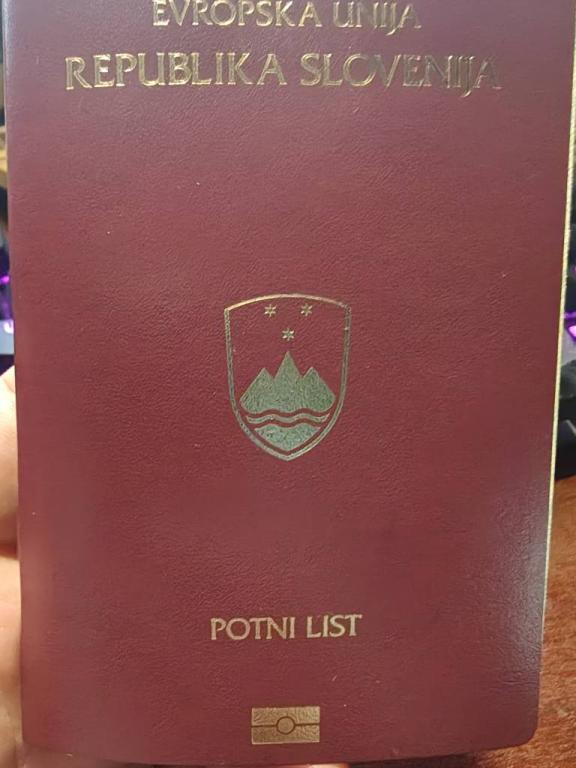 EVROPSKA UNIJA
REPUBLIKA SLOVENIJA
POTNI LIST